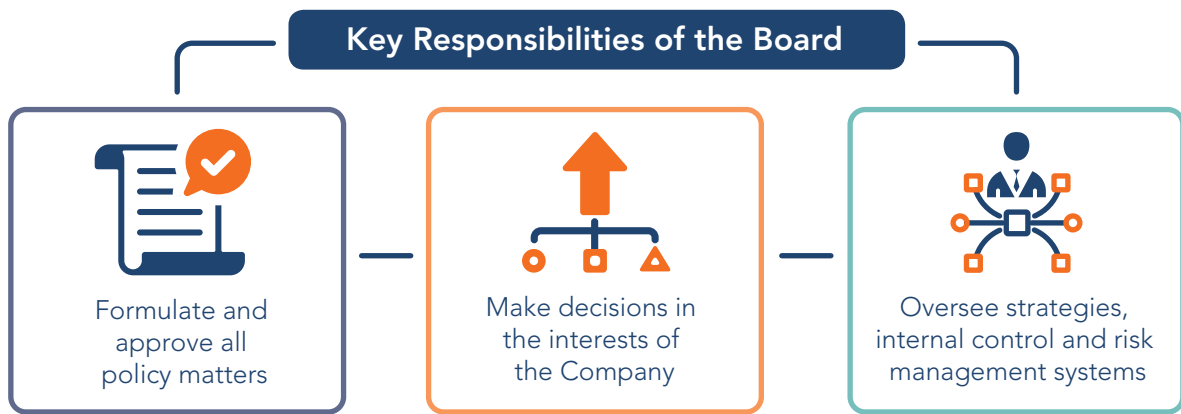 Key Responsibilities of the Board
Formulate and
approve all
policy matters
Make decisions in
the interests of
the Company
Oversee strategies,
internal control and risk
management systems